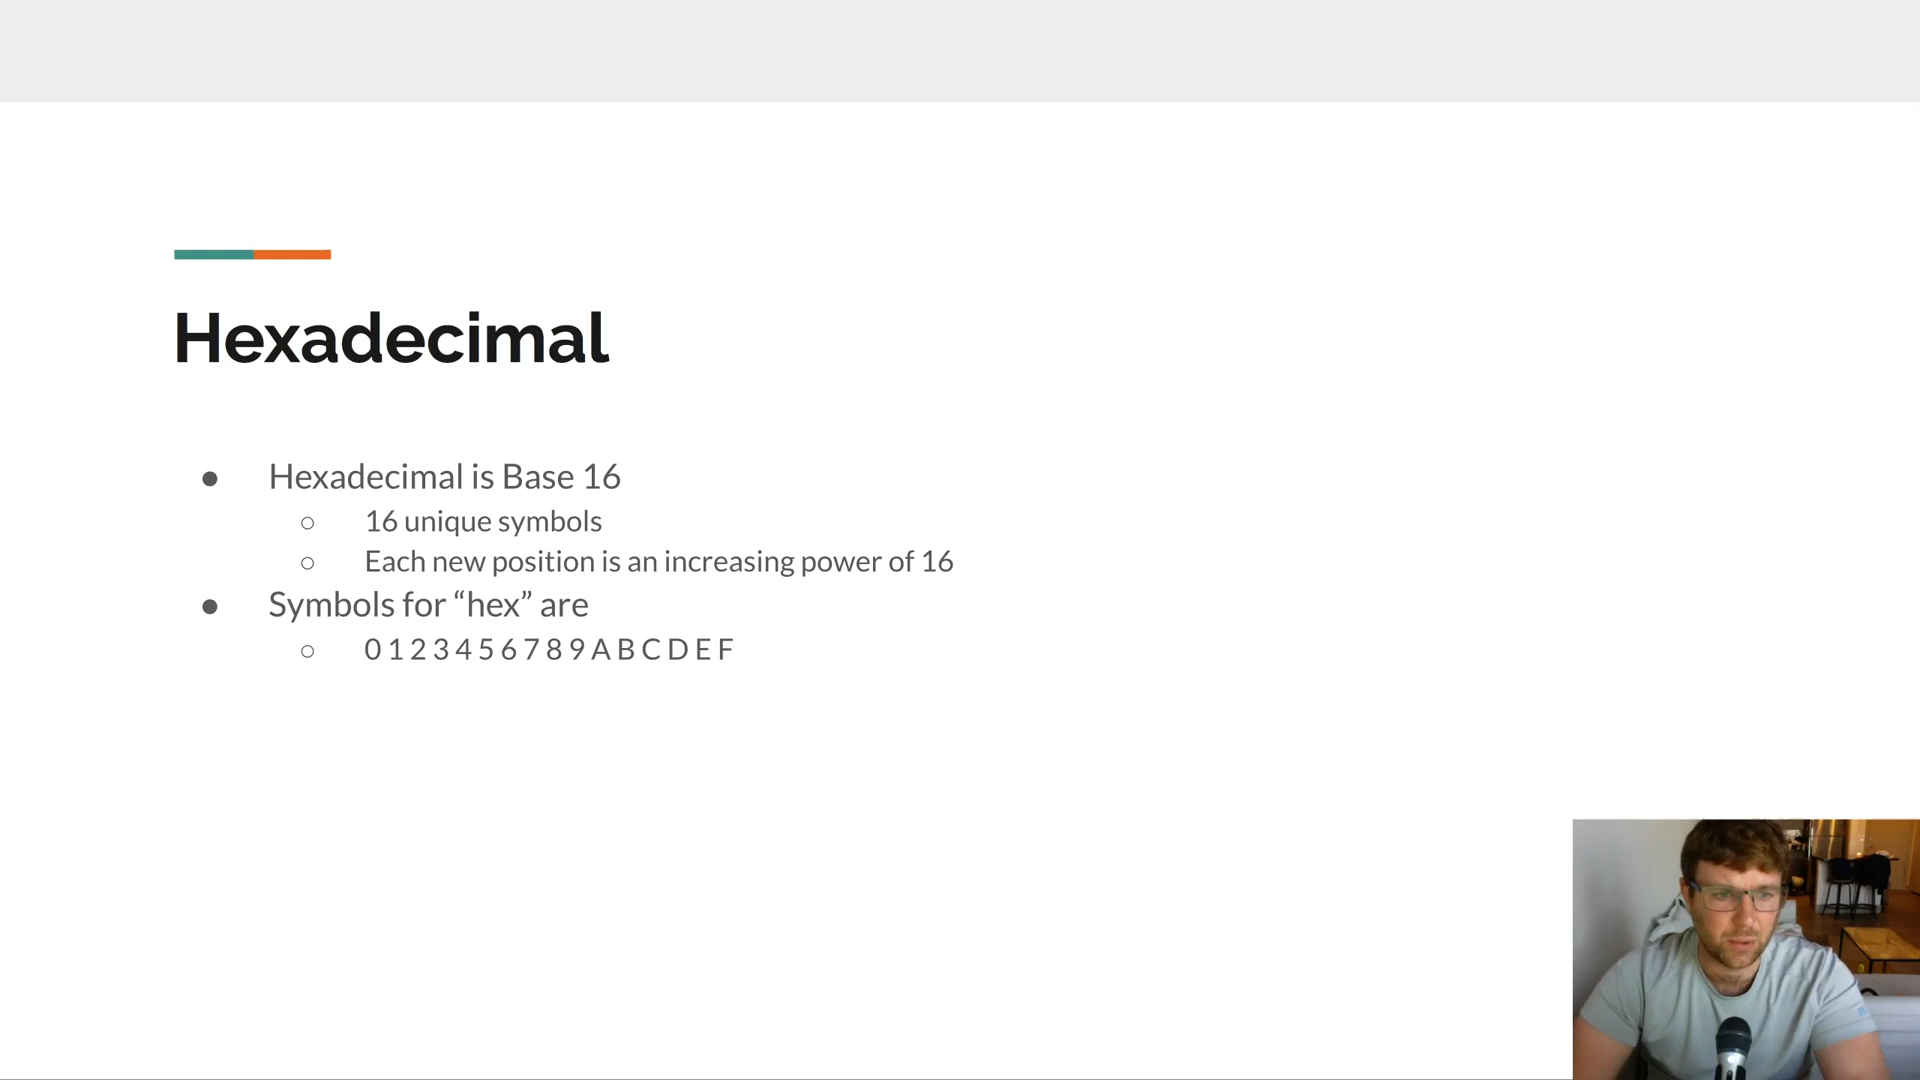 Hexadecimal
● Hexadecimal is Base 16
○ 16 unique symbols
○ Each new position is an increasing power of 16
● Symbols for “hex” are
○ 0 1 2 3 4 5 6 7 8 9 A B C D E F